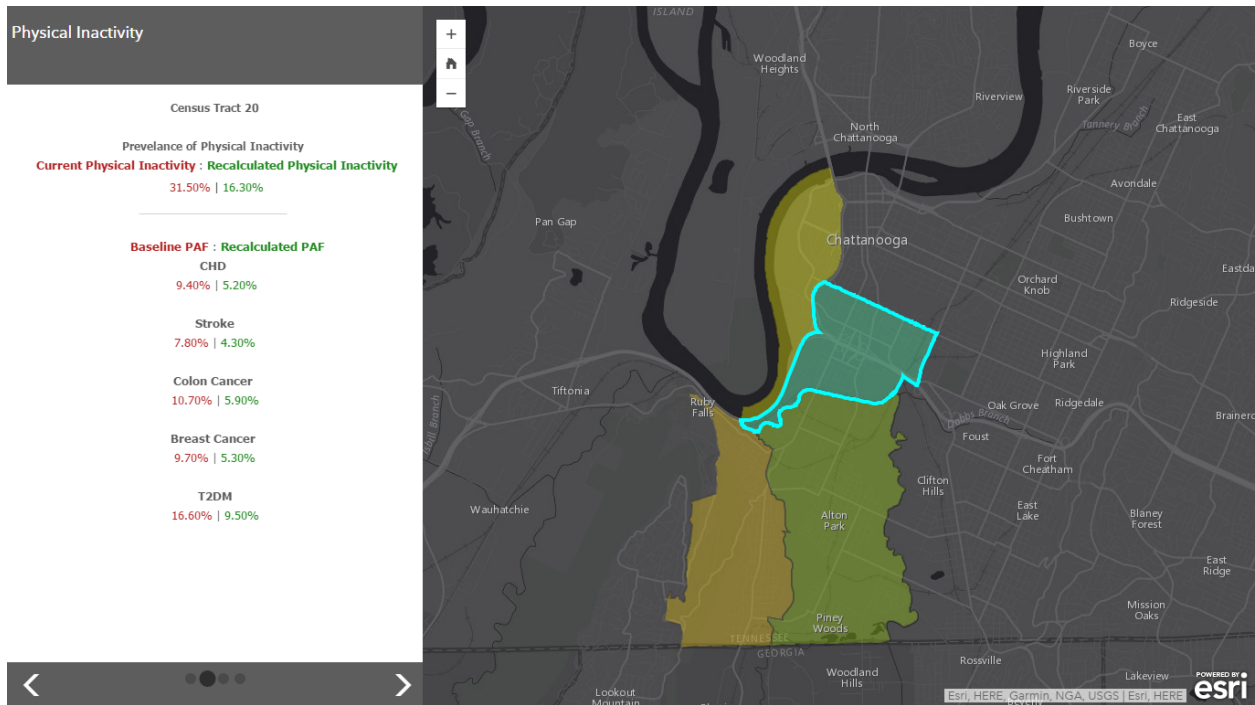 Physical Inactivity
Census Tract 20
Prevelance of Physical Inactivity
Current Physical Inactivity : Recalculated Physical Inactivity
31.50% | 16.30%
Baseline PAF : Recalculated PAF
CHD
9.40% | 5.20%
Stroke
7.80% | 4.30%
Colon Cancer
10.70% | 5.90%
Breast Cancer
9.70% | 5.30%
T2DM
16.60% | 9.50%
+
−
ISLAND
Woodland
Heights
Boyce
Riverview
Riverside
Park
Gap Branch
Tannery Branch
East
Chattanooga
North
Chattanooga
Avondale
Pan Gap
Bushtown
Chattanooga
Eastda
Orchard
Knob
Ridgeside
Highland
Park
Tiftonia
Ruby
Falls
Oak Grove
Ridgedale
Dobbs Branch
Brainerd
Foust
Fort
Cheatham
Clifton
Hills
Wauhatchie
Alton
Park
East
Lake
Blaney
Forest
East
Ridge
Mission
Oaks
Piney
Woods
TENNESSEE
GEORGIA
Rossville
Woodland
Hills
Lakeview
Lookout
Mountain
Esri, HERE, Garmin, NGA, USGS | Esri, HERE
POWERED BY
esri